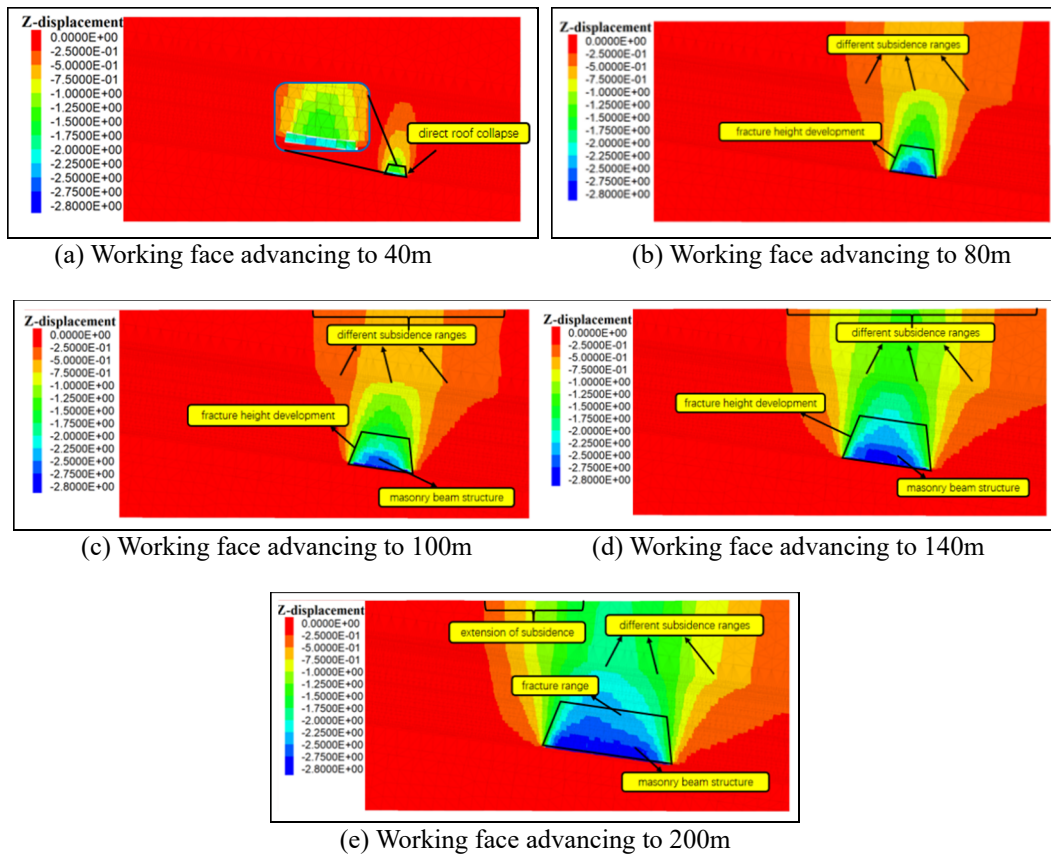 Z-displacement
0.0000E+00
-2.5000E-01
-5.0000E-01
-7.5000E-01
-1.0000E+00
-1.2500E+00
-1.5000E+00
-1.7500E+00
-2.0000E+00
-2.2500E+00
-2.5000E+00
-2.7500E+00
-2.8000E+00
direct roof collapse
(a) Working face advancing to 40m
Z-displacement
0.0000E+00
-2.5000E-01
-5.0000E-01
-7.5000E-01
-1.0000E+00
-1.2500E+00
-1.5000E+00
-1.7500E+00
-2.0000E+00
-2.2500E+00
-2.5000E+00
-2.7500E+00
-2.8000E+00
different subsidence ranges
fracture height development
(b) Working face advancing to 80m
Z-displacement
0.0000E+00
-2.5000E-01
-5.0000E-01
-7.5000E-01
-1.0000E+00
-1.2500E+00
-1.5000E+00
-1.7500E+00
-2.0000E+00
-2.2500E+00
-2.5000E+00
-2.7500E+00
-2.8000E+00
different subsidence ranges
fracture height development
masonry beam structure
(c) Working face advancing to 100m
Z-displacement
0.0000E+00
-2.5000E-01
-5.0000E-01
-7.5000E-01
-1.0000E+00
-1.2500E+00
-1.5000E+00
-1.7500E+00
-2.0000E+00
-2.2500E+00
-2.5000E+00
-2.7500E+00
-2.8000E+00
different subsidence ranges
fracture height development
masonry beam structure
(d) Working face advancing to 140m
Z-displacement
0.0000E+00
-2.5000E-01
-5.0000E-01
-7.5000E-01
-1.0000E+00
-1.2500E+00
-1.5000E+00
-1.7500E+00
-2.0000E+00
-2.2500E+00
-2.5000E+00
-2.7500E+00
-2.8000E+00
extension of subsidence
different subsidence ranges
fracture range
masonry beam structure
(e) Working face advancing to 200m